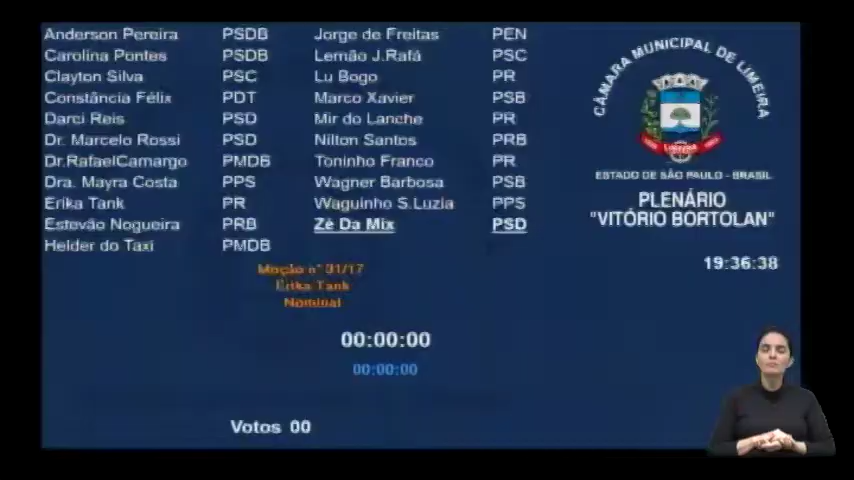 Anderson Pereira PSDB Jorge de Freitas PEN
Carolina Pontes PSDB Lemão J.Rafá PSC
Clayton Silva PSC Lu Bogo PR
Constância Félix PDT Marco Xavier PSB
Darci Reis PSD Mir do Lanche PR
Dr. Marcelo Rossi PSD Nilton Santos PRB
Dr.RafaelCamargo PMDB Toninho Franco PR
Dra. Mayra Costa PPS Wagner Barbosa PSB
Erika Tank PR Waguinho S.Luzia PPS
Estevão Nogueira PRB Zé Da Mix PSD
Helder do Taxi PMDB
Moção n° 31/17
Erika Tank
Nominal
00:00:00
00:00:00
Votos 00
CÂMARA MUNICIPAL DE LIMEIRA
ESTADO DE SÃO PAULO - BRASIL
PLENÁRIO
"VITÓRIO BORTOLAN"
19:36:38